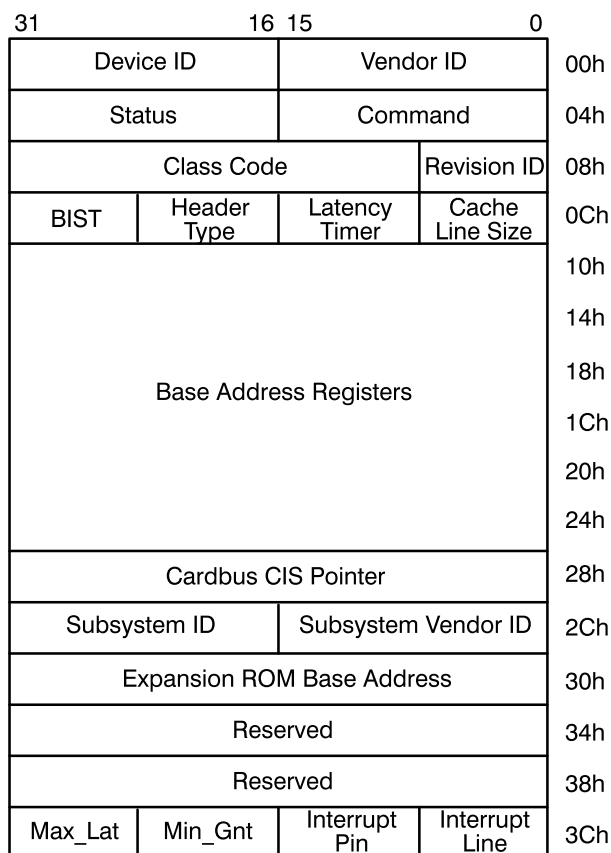 31 16 15 0
Device ID Vendor ID 00h
Status Command 04h
Class Code Revision ID 08h
BIST Header Type Latency Timer Cache Line Size 0Ch
10h
14h
18h
Base Address Registers
1Ch
20h
24h
Cardbus CIS Pointer 28h
Subsystem ID Subsystem Vendor ID 2Ch
Expansion ROM Base Address 30h
Reserved 34h
Reserved 38h
Max_Lat Min_Gnt Interrupt Pin Interrupt Line 3Ch